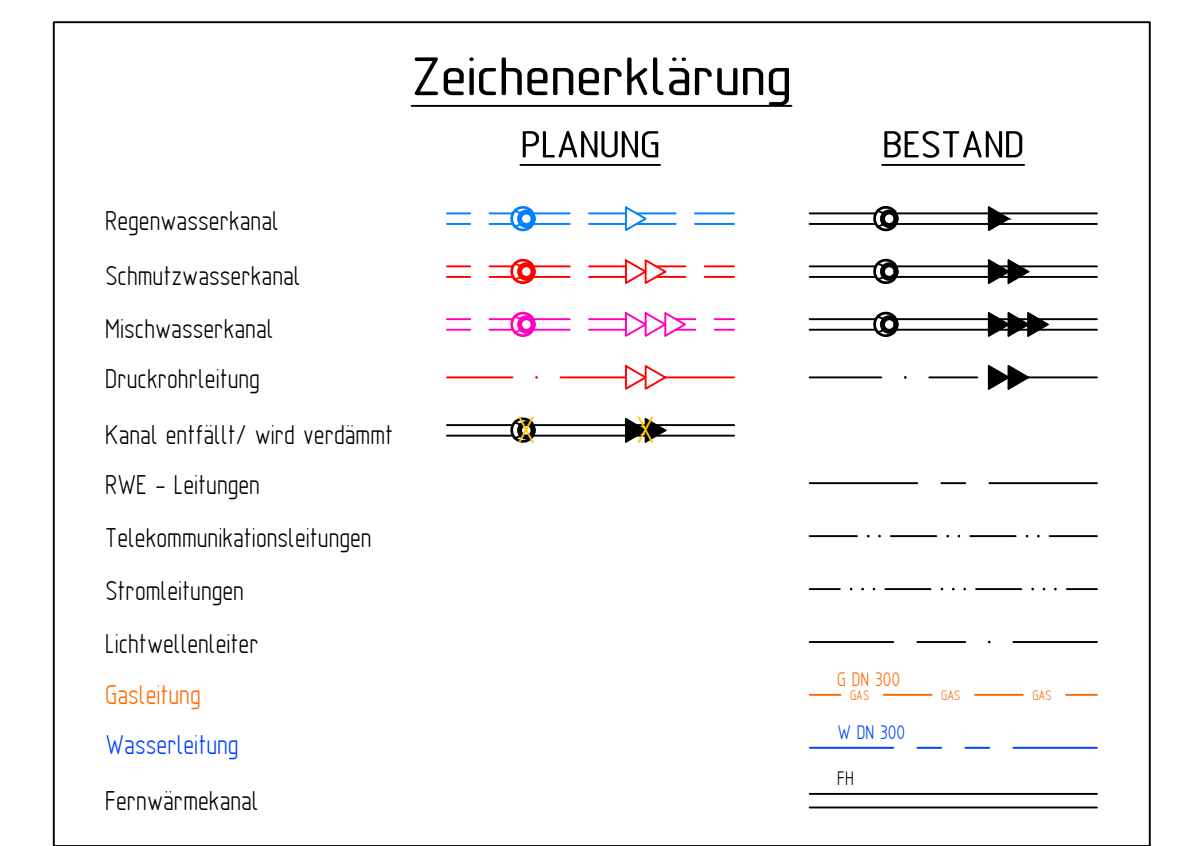 Zeichenerklärung
PLANUNG BESTAND
Regenwasserkanal
Schmutzwasserkanal
Mischwasserkanal
Druckrohrleitung
Kanal entfällt/ wird verdämmt
RWE - Leitungen
Telekommunikationsleitungen
Stromleitungen
Lichtwellenleiter
G DN 300
Gasleitung GAS GAS GAS
W DN 300
Wasserleitung
FH
Fernwärmekanal